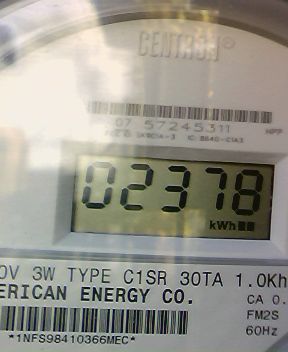 CENTRON®
07 57245311 HPP
02378
kWh
0V 3W TYPE C1SR 30TA 1.0Kh
ERICAN ENERGY CO. CA 0.
FM2S
60Hz
*1NFS98410366MEC*